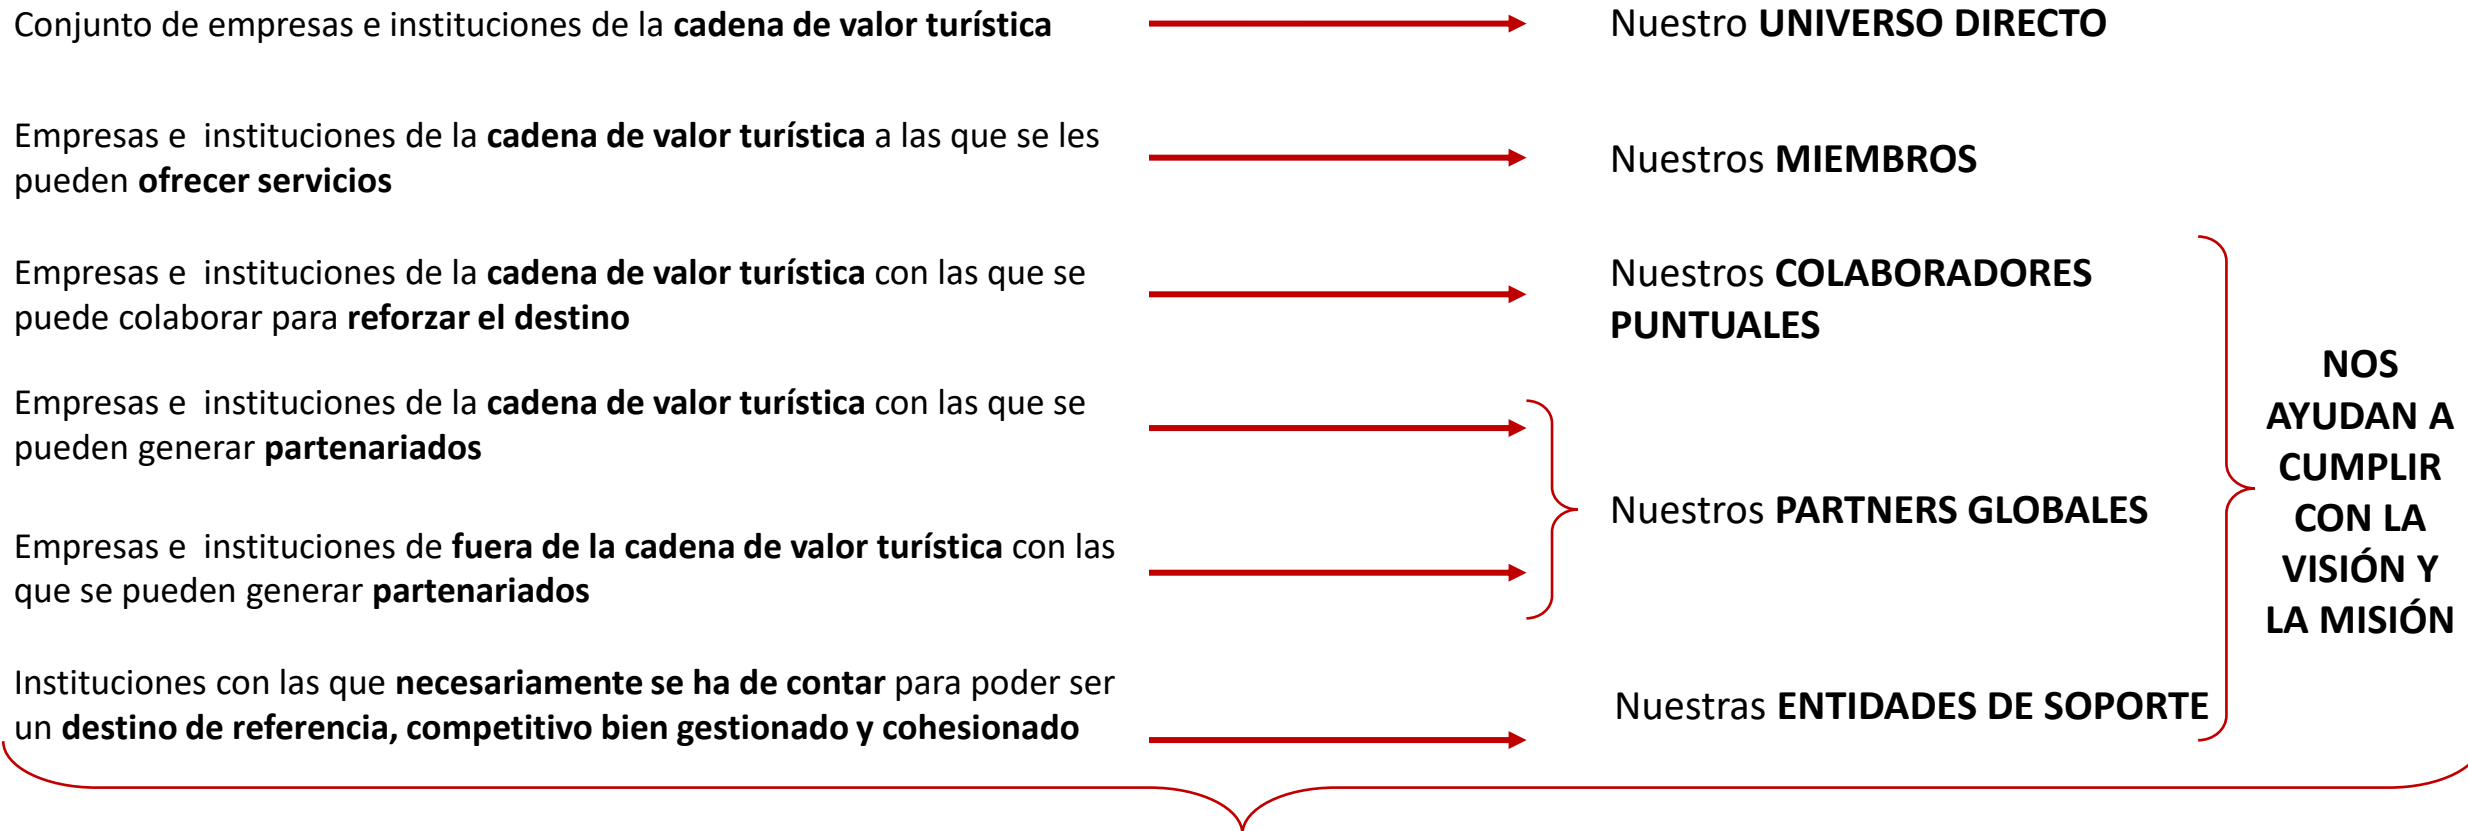 Conjunto de empresas e instituciones de la cadena de valor turística
Nuestro UNIVERSO DIRECTO
Empresas e instituciones de la cadena de valor turística a las que se les
pueden ofrecer servicios
Nuestros MIEMBROS
Empresas e instituciones de la cadena de valor turística con las que se
puede colaborar para reforzar el destino
Nuestros COLABORADORES
PUNTUALES
Empresas e instituciones de la cadena de valor turística con las que se
pueden generar partenariados
Empresas e instituciones de fuera de la cadena de valor turística con las
que se pueden generar partenariados
Nuestros PARTNERS GLOBALES
Instituciones con las que necesariamente se ha de contar para poder ser
un destino de referencia, competitivo bien gestionado y cohesionado
Nuestras ENTIDADES DE SOPORTE
NOS
AYUDAN A
CUMPLIR
CON LA
VISIÓN Y
LA MISIÓN